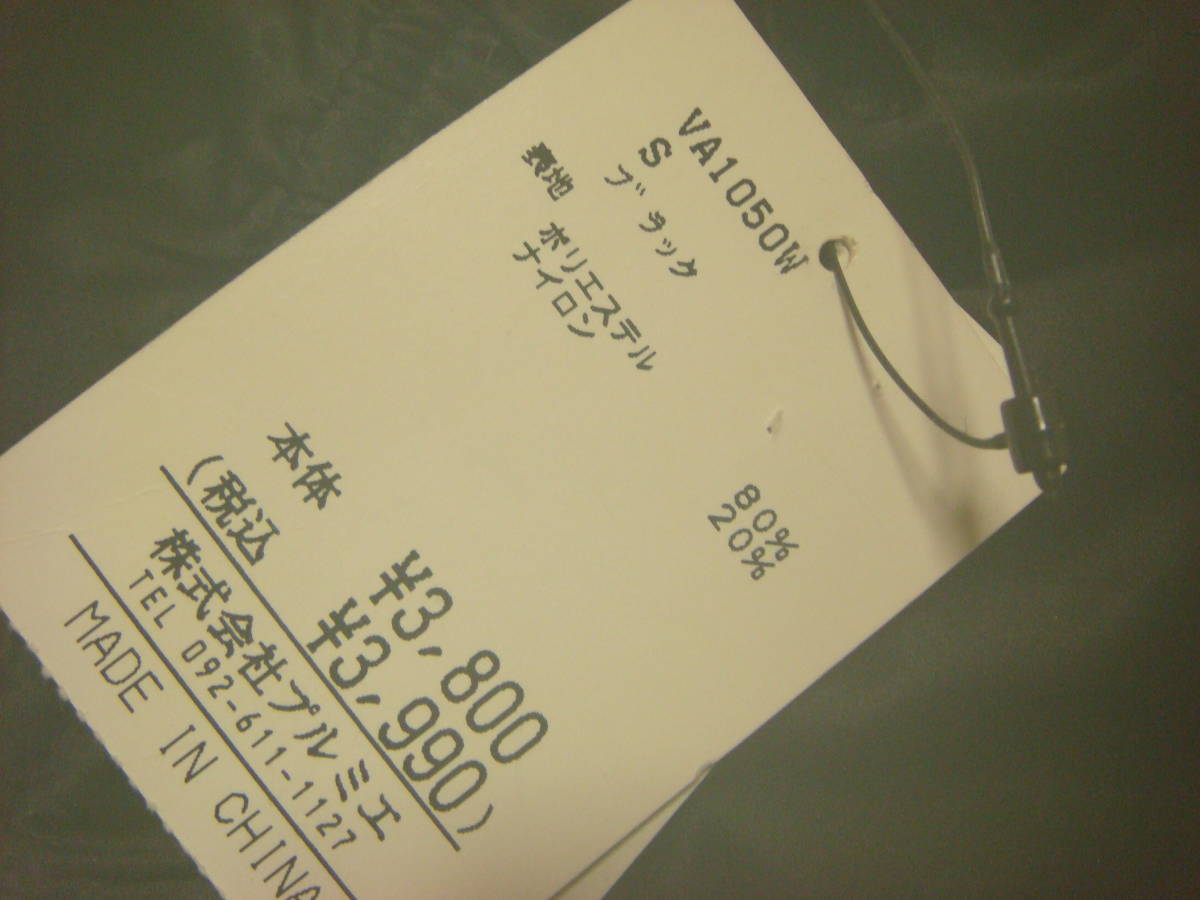 VA1050W
S ブラック
表地 ポリエステル 80%
ナイロン 20%
本体 ¥3,800
(税込 ¥3,990)
株式会社プルミエ
TEL 092-611-1127
MADE IN CHINA